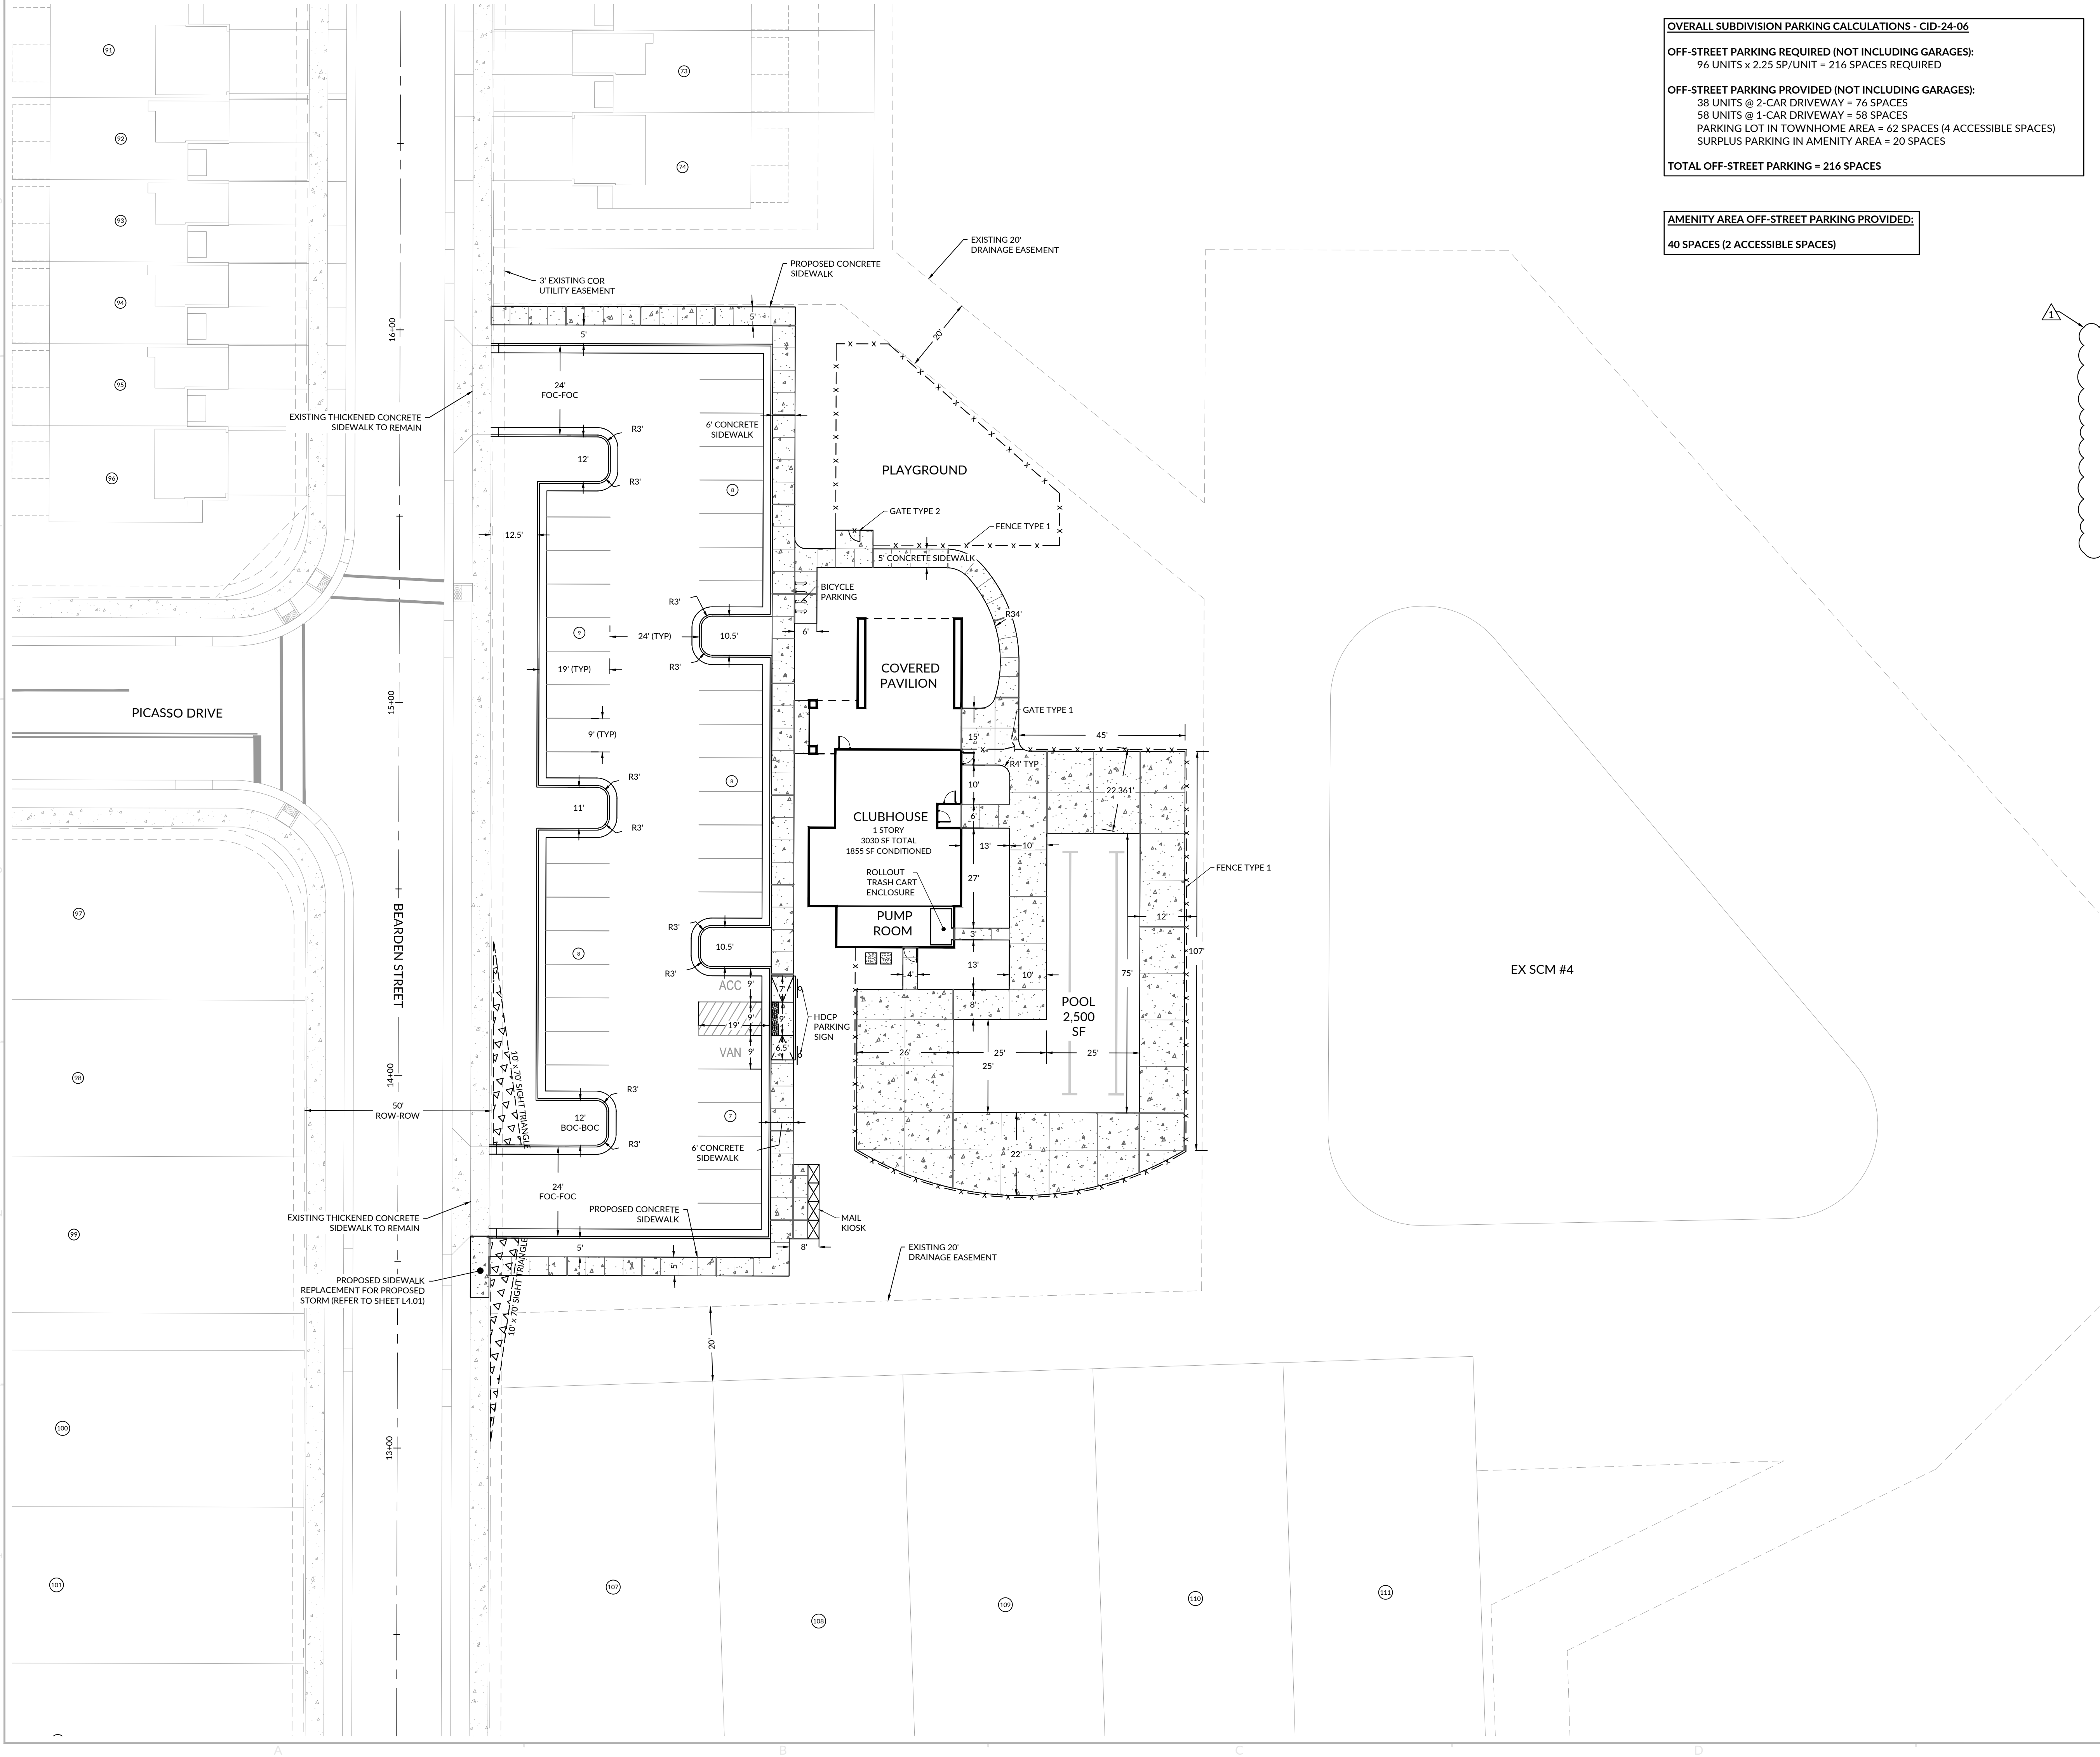 OVERALL SUBDIVISION PARKING CALCULATIONS - CID-24-06
OFF-STREET PARKING REQUIRED (NOT INCLUDING GARAGES):
96 UNITS x 2.25 SP/UNIT = 216 SPACES REQUIRED
OFF-STREET PARKING PROVIDED (NOT INCLUDING GARAGES):
38 UNITS @ 2-CAR DRIVEWAY = 76 SPACES
58 UNITS @ 1-CAR DRIVEWAY = 58 SPACES
PARKING LOT IN TOWNHOME AREA = 62 SPACES (4 ACCESSIBLE SPACES)
SURPLUS PARKING IN AMENITY AREA = 20 SPACES
TOTAL OFF-STREET PARKING = 216 SPACES
AMENITY AREA OFF-STREET PARKING PROVIDED:
40 SPACES (2 ACCESSIBLE SPACES)
1
91
92
93
94
95
96
73
74
16+00
EXISTING 20'
DRAINAGE EASEMENT
PROPOSED CONCRETE
SIDEWALK
3' EXISTING COR
UTILITY EASEMENT
5'
5'
20'
24'
FOC-FOC
EXISTING THICKENED CONCRETE
SIDEWALK TO REMAIN
R3'
12'
R3'
6' CONCRETE
SIDEWALK
8
PLAYGROUND
GATE TYPE 2
FENCE TYPE 1
12.5'
5' CONCRETE SIDEWALK
BICYCLE
PARKING
R3'
R34'
9
24' (TYP)
10.5'
6'
R3'
19' (TYP)
COVERED
PAVILION
15+00
PICASSO DRIVE
GATE TYPE 1
9' (TYP)
15'
45'
R4' TYP
R3'
6
10'
22.361'
11'
CLUBHOUSE
1 STORY
3030 SF TOTAL
1855 SF CONDITIONED
6'
R3'
13'
10'
ROLLOUT
TRASH CART
ENCLOSURE
27'
FENCE TYPE 1
BEARDEN STREET
97
PUMP
ROOM
12'
R3'
10.5'
3'
107'
8
R3'
13'
4'
10'
75'
EX SCM #4
ACC
9'
7'
8'
POOL
2,500
SF
9'
9'
19'
HDCP
PARKING
SIGN
VAN
9'
6.5'
26'
25'
25'
25'
98
14+00
10' x 70' SIGHT TRIANGLE
50'
ROW-ROW
R3'
12'
BOC-BOC
7
R3'
6' CONCRETE
SIDEWALK
22'
24'
FOC-FOC
PROPOSED CONCRETE
SIDEWALK
EXISTING THICKENED CONCRETE
SIDEWALK TO REMAIN
MAIL
KIOSK
99
5'
8'
EXISTING 20'
DRAINAGE EASEMENT
5'
PROPOSED SIDEWALK
REPLACEMENT FOR PROPOSED
STORM (REFER TO SHEET L4.01)
10' x 70' SIGHT TRIANGLE
20'
100
13+00
101
107
108
109
110
111
A
B
C
D